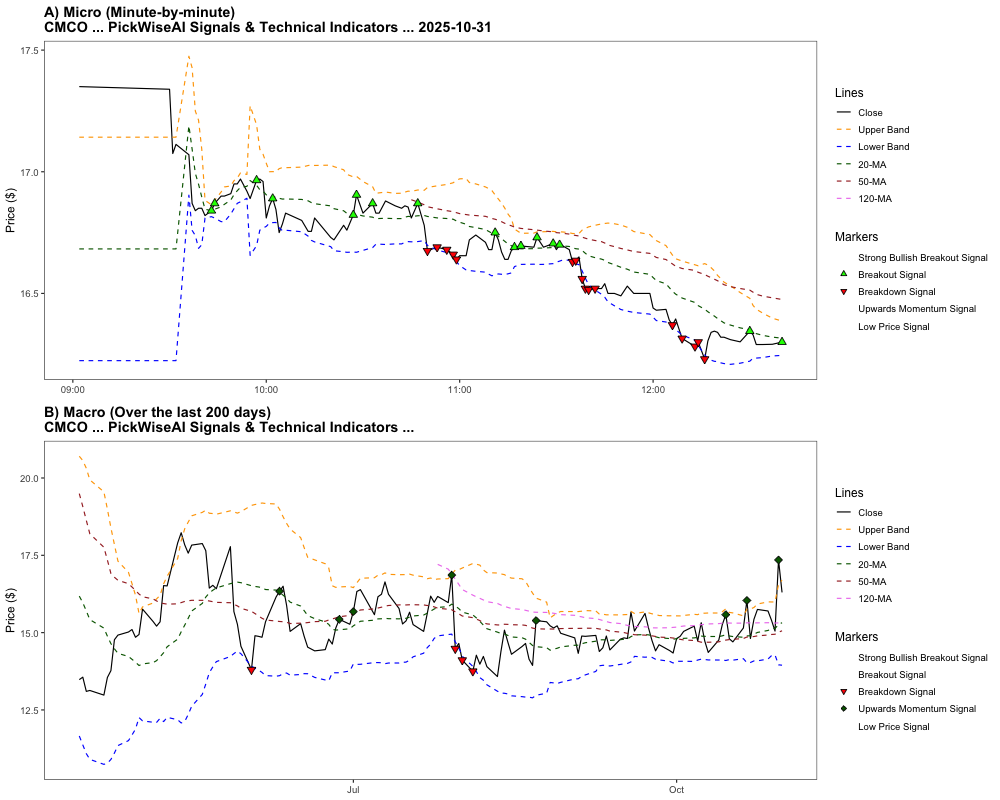 A) Micro (Minute-by-minute)
CMCO ... PickWiseAI Signals & Technical Indicators ... 2025-10-31
Price ($)
17.5
17.0
16.5
09:00
10:00
11:00
12:00
Lines
Close
Upper Band
Lower Band
20-MA
50-MA
120-MA
Markers
Strong Bullish Breakout Signal
Breakout Signal
Breakdown Signal
Upwards Momentum Signal
Low Price Signal
B) Macro (Over the last 200 days)
CMCO ... PickWiseAI Signals & Technical Indicators ...
Price ($)
20.0
17.5
15.0
12.5
Jul
Oct
Lines
Close
Upper Band
Lower Band
20-MA
50-MA
120-MA
Markers
Strong Bullish Breakout Signal
Breakout Signal
Breakdown Signal
Upwards Momentum Signal
Low Price Signal